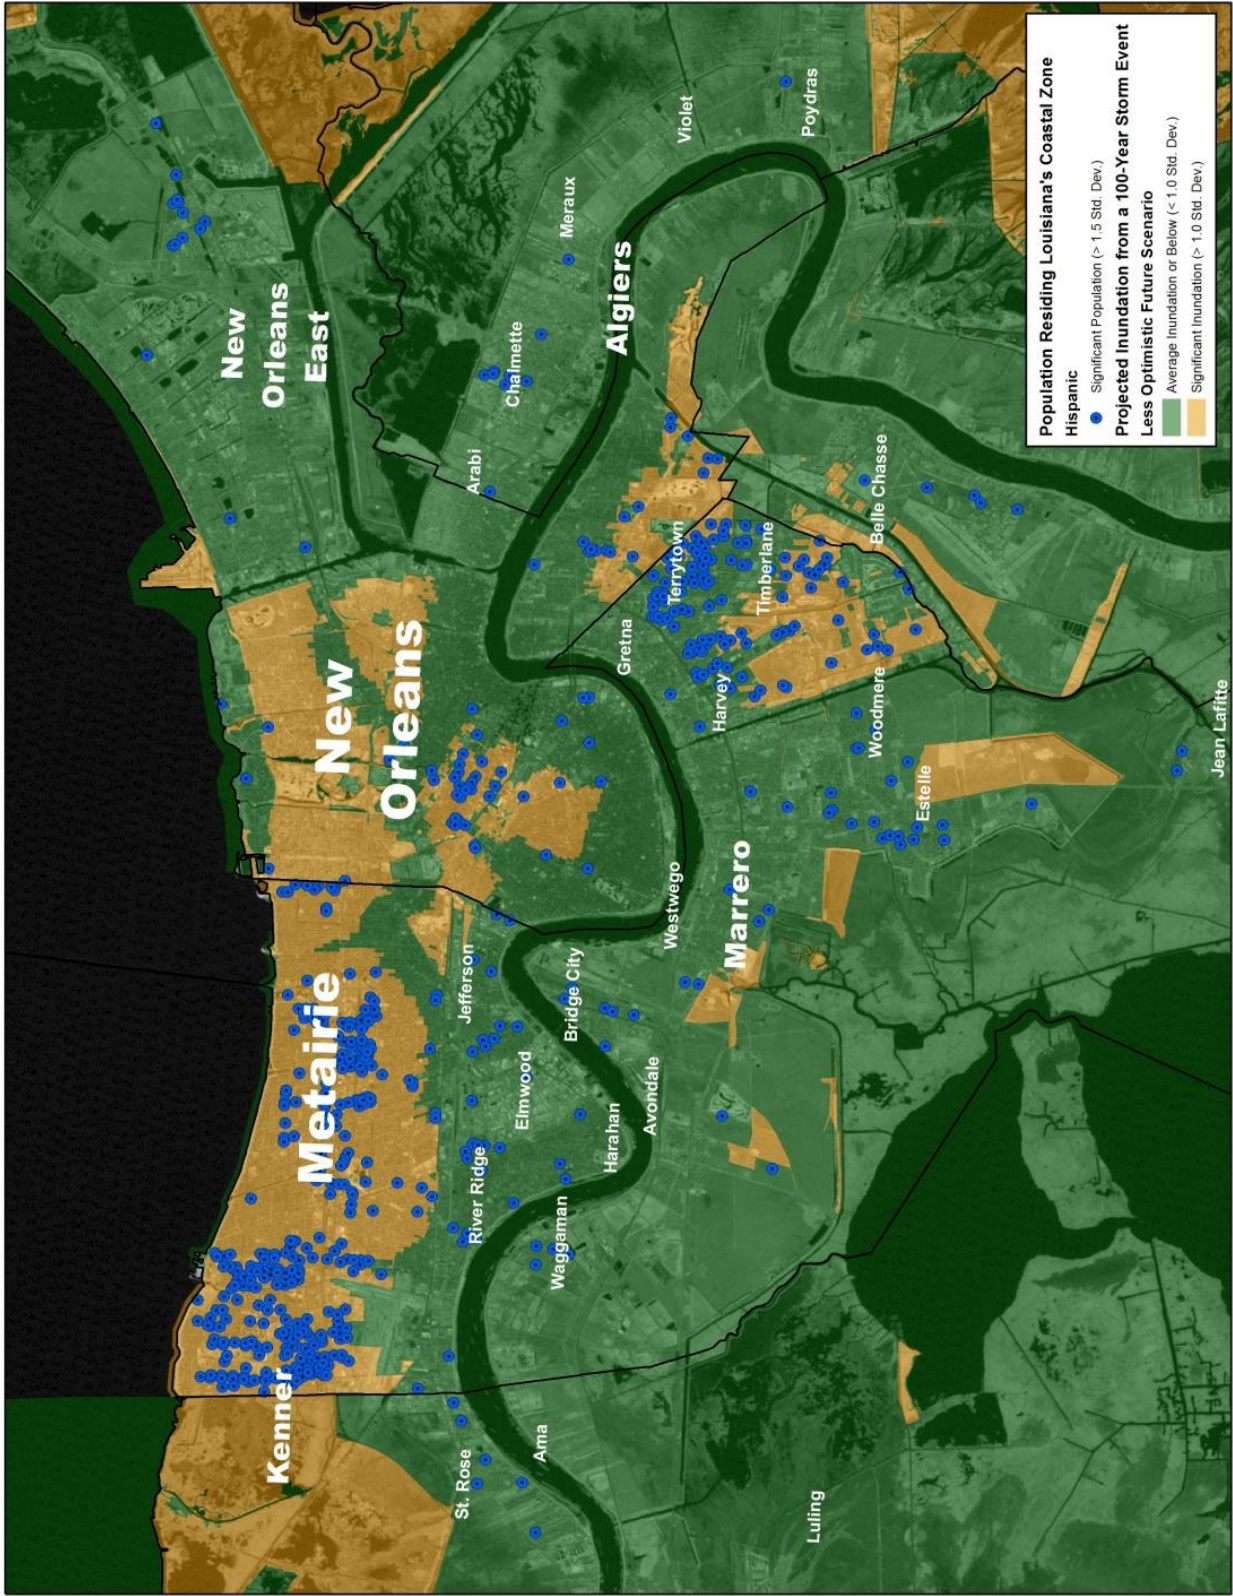 Kenner
Metairie
New
Orleans
New
Orleans
East
St. Rose
River Ridge
Jefferson
Arabi
Chalmette
Meraux
Violet
Ama
Waggaman
Elmwood
Harahan
Bridge City
Avondale
Westwego
Gretna
Algiers
Poydras
Marrero
Harvey
Terrytown
Timberlane
Belle Chasse
Woodmere
Estelle
Luling
Jean Lafitte
Population Residing Louisiana's Coastal Zone
Hispanic
Significant Population (> 1.5 Std. Dev.)
Projected Inundation from a 100-Year Storm Event
Less Optimistic Future Scenario
Average Inundation or Below (< 1.0 Std. Dev.)
Significant Inundation (> 1.0 Std. Dev.)